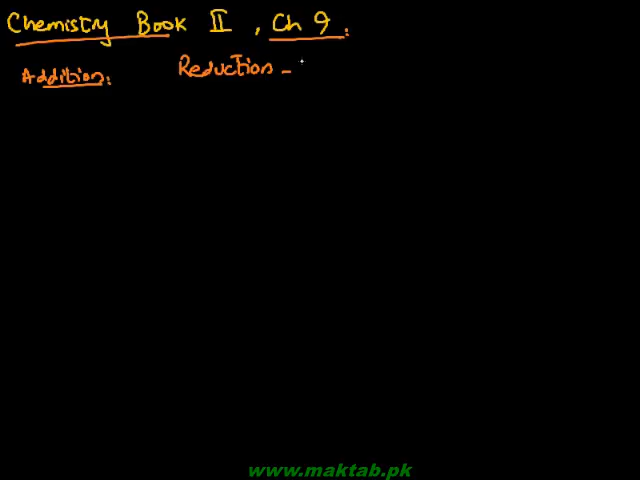 Chemistry Book II, Ch 9.
Addition: Reduction -
www.maktab.pk